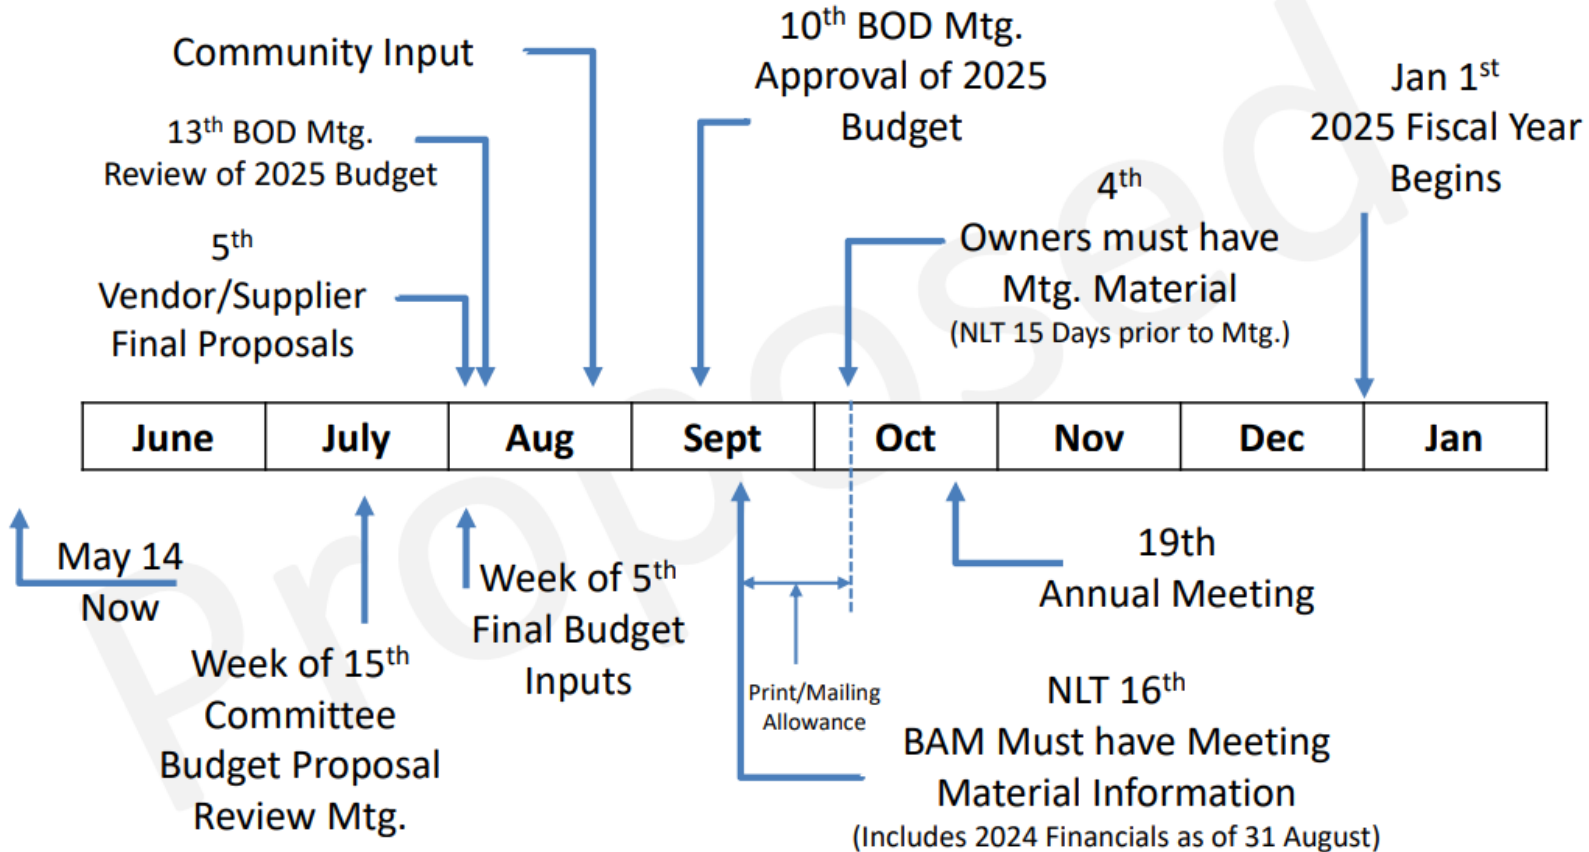 Community Input
13th BOD Mtg.
Review of 2025 Budget
5th
Vendor/Supplier
Final Proposals
10th BOD Mtg.
Approval of 2025
Budget
4th
Owners must have
Mtg. Material
(NLT 15 Days prior to Mtg.)
Jan 1st
2025 Fiscal Year
Begins
June July Aug Sept Oct Nov Dec Jan
May 14
Now
Week of 15th
Committee
Budget Proposal
Review Mtg.
Week of 5th
Final Budget
Inputs
Print/Mailing
Allowance
19th
Annual Meeting
NLT 16th
BAM Must have Meeting
Material Information
(Includes 2024 Financials as of 31 August)
Proposed